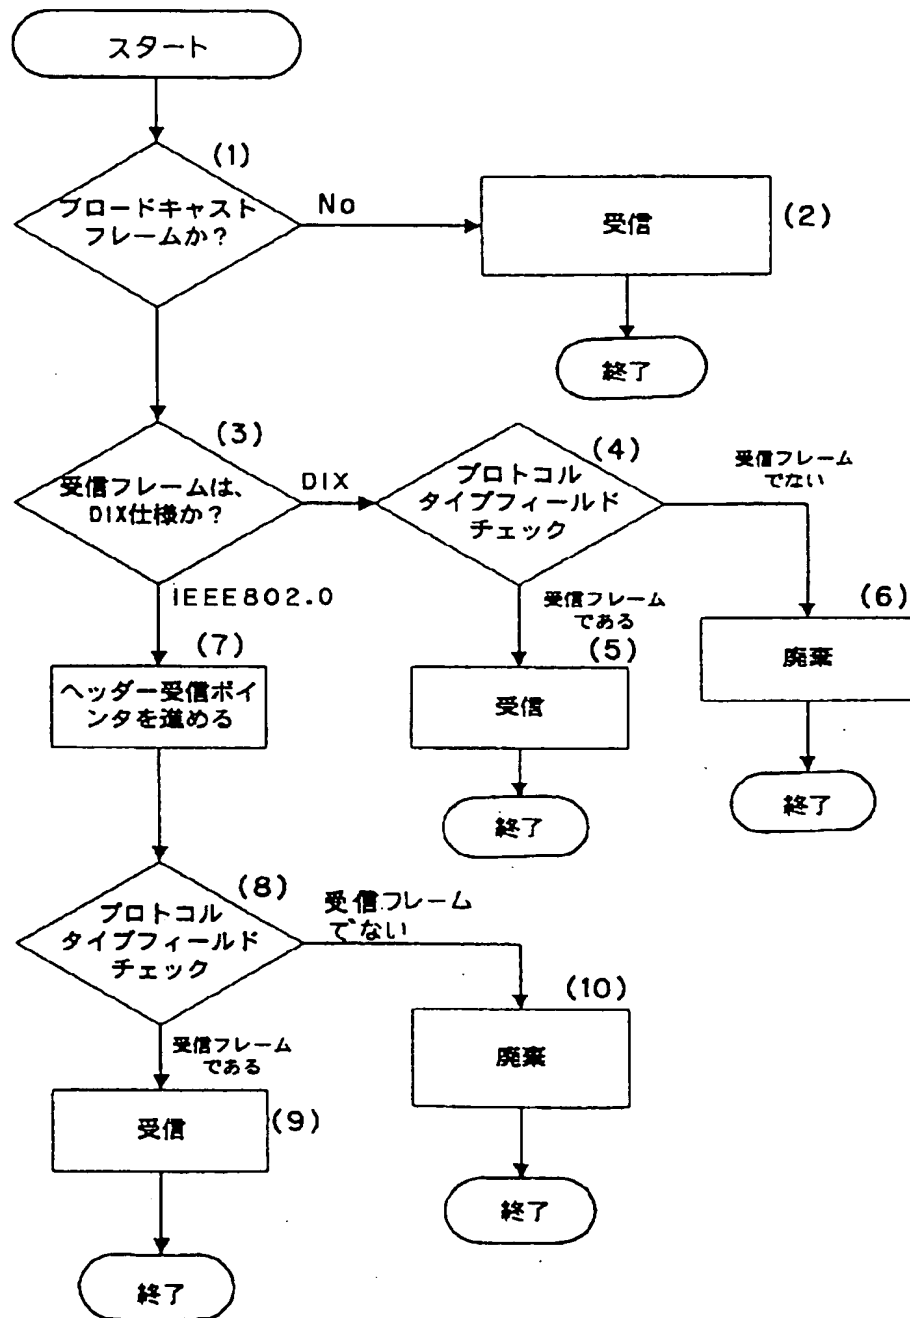 スタート
(1)
ブロードキャスト
フレームか？
No
受信
(2)
終了
(3)
受信フレームは、
DIX仕様か？
DIX
(4)
プロトコル
タイプフィールド
チェック
受信フレーム
でない
IEEE802.0
受信フレーム
である
(5)
受信
終了
(6)
廃棄
終了
(7)
ヘッダー受信ポイ
ンタを進める
(8)
プロトコル
タイプフィールド
チェック
受信フレーム
でない
(10)
廃棄
終了
受信フレーム
である
受信
(9)
終了